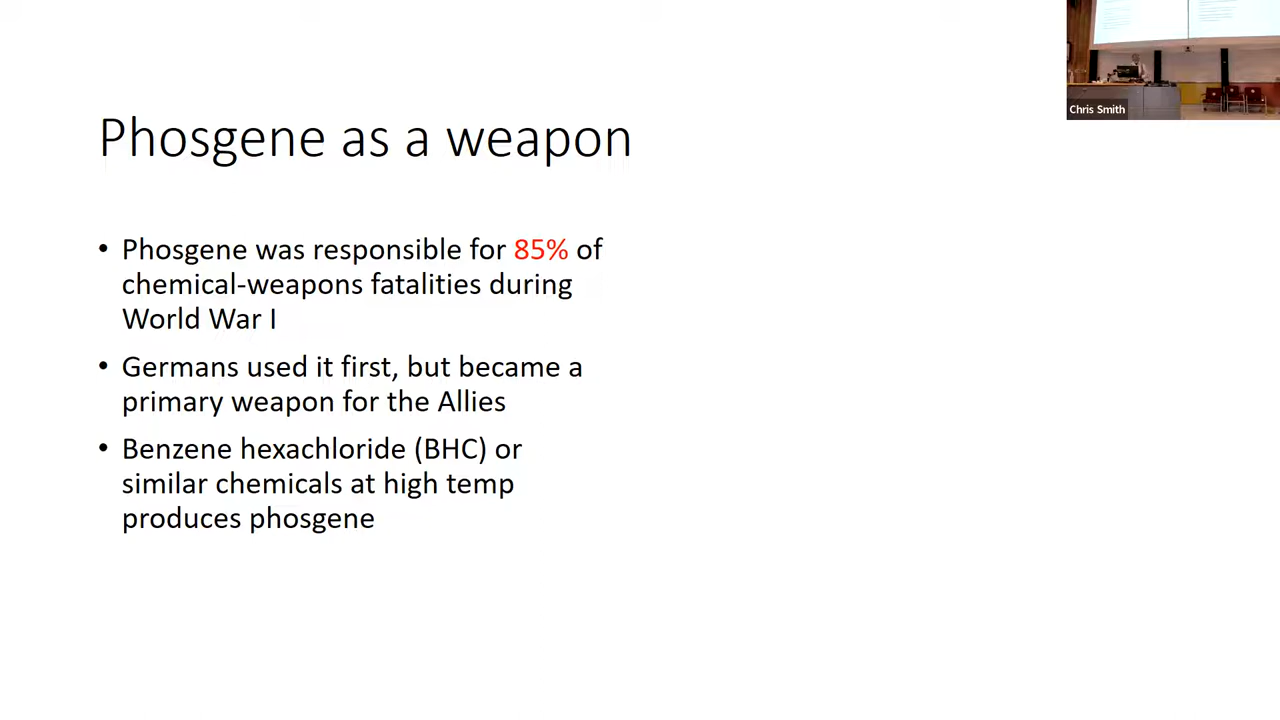 Phosgene as a weapon
• Phosgene was responsible for 85% of
chemical-weapons fatalities during
World War I
• Germans used it first, but became a
primary weapon for the Allies
• Benzene hexachloride (BHC) or
similar chemicals at high temp
produces phosgene
Chris Smith